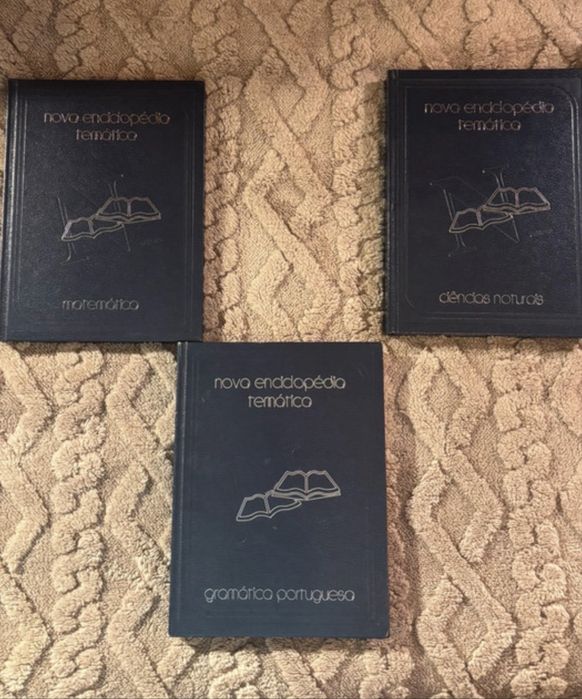 nova enciclopédia
temática
matemática
nova enciclopédia
temática
ciências naturais
nova enciclopédia
temática
gramática portuguesa